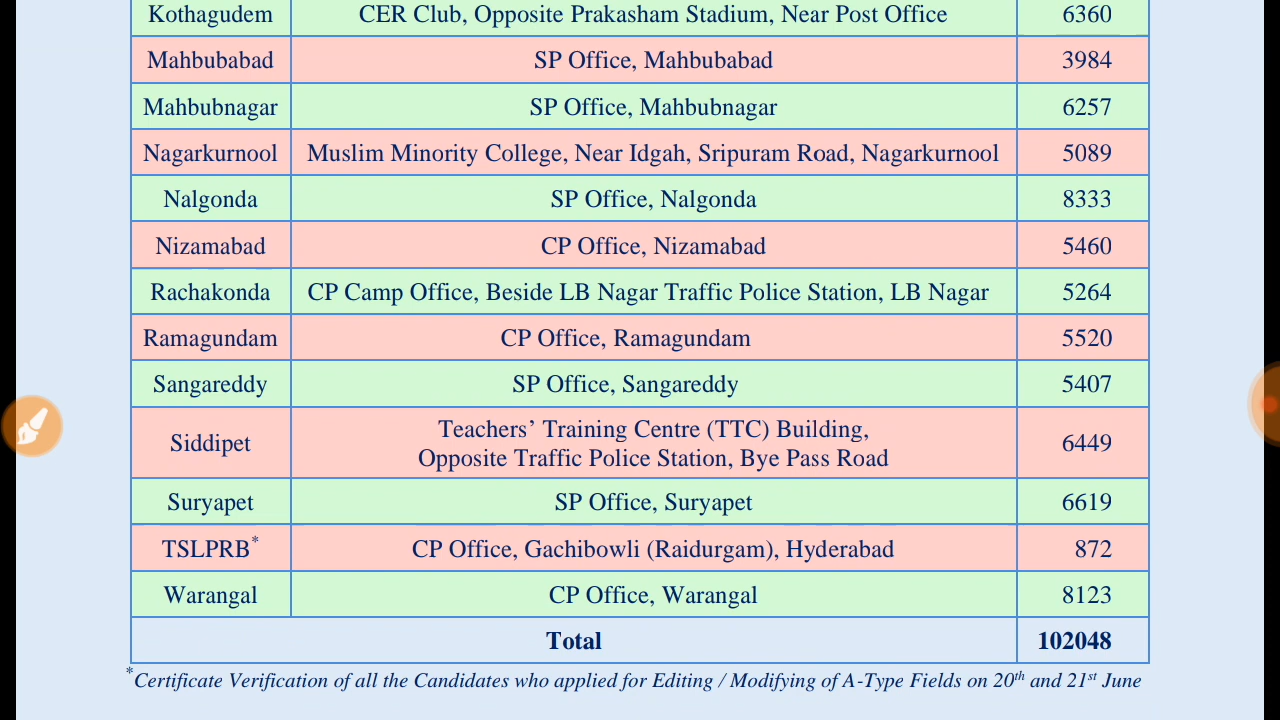 Kothagudem CER Club, Opposite Prakasham Stadium, Near Post Office 6360
Mahbubabad SP Office, Mahbubabad 3984
Mahbubnagar SP Office, Mahbubnagar 6257
Nagarkurnool Muslim Minority College, Near Idgah, Sripuram Road, Nagarkurnool 5089
Nalgonda SP Office, Nalgonda 8333
Nizamabad CP Office, Nizamabad 5460
Rachakonda CP Camp Office, Beside LB Nagar Traffic Police Station, LB Nagar 5264
Ramagundam CP Office, Ramagundam 5520
Sangareddy SP Office, Sangareddy 5407
Siddipet Teachers’ Training Centre (TTC) Building,
Opposite Traffic Police Station, Bye Pass Road 6449
Suryapet SP Office, Suryapet 6619
TSLPRB* CP Office, Gachibowli (Raidurgam), Hyderabad 872
Warangal CP Office, Warangal 8123
Total 102048
*Certificate Verification of all the Candidates who applied for Editing / Modifying of A-Type Fields on 20th and 21st June